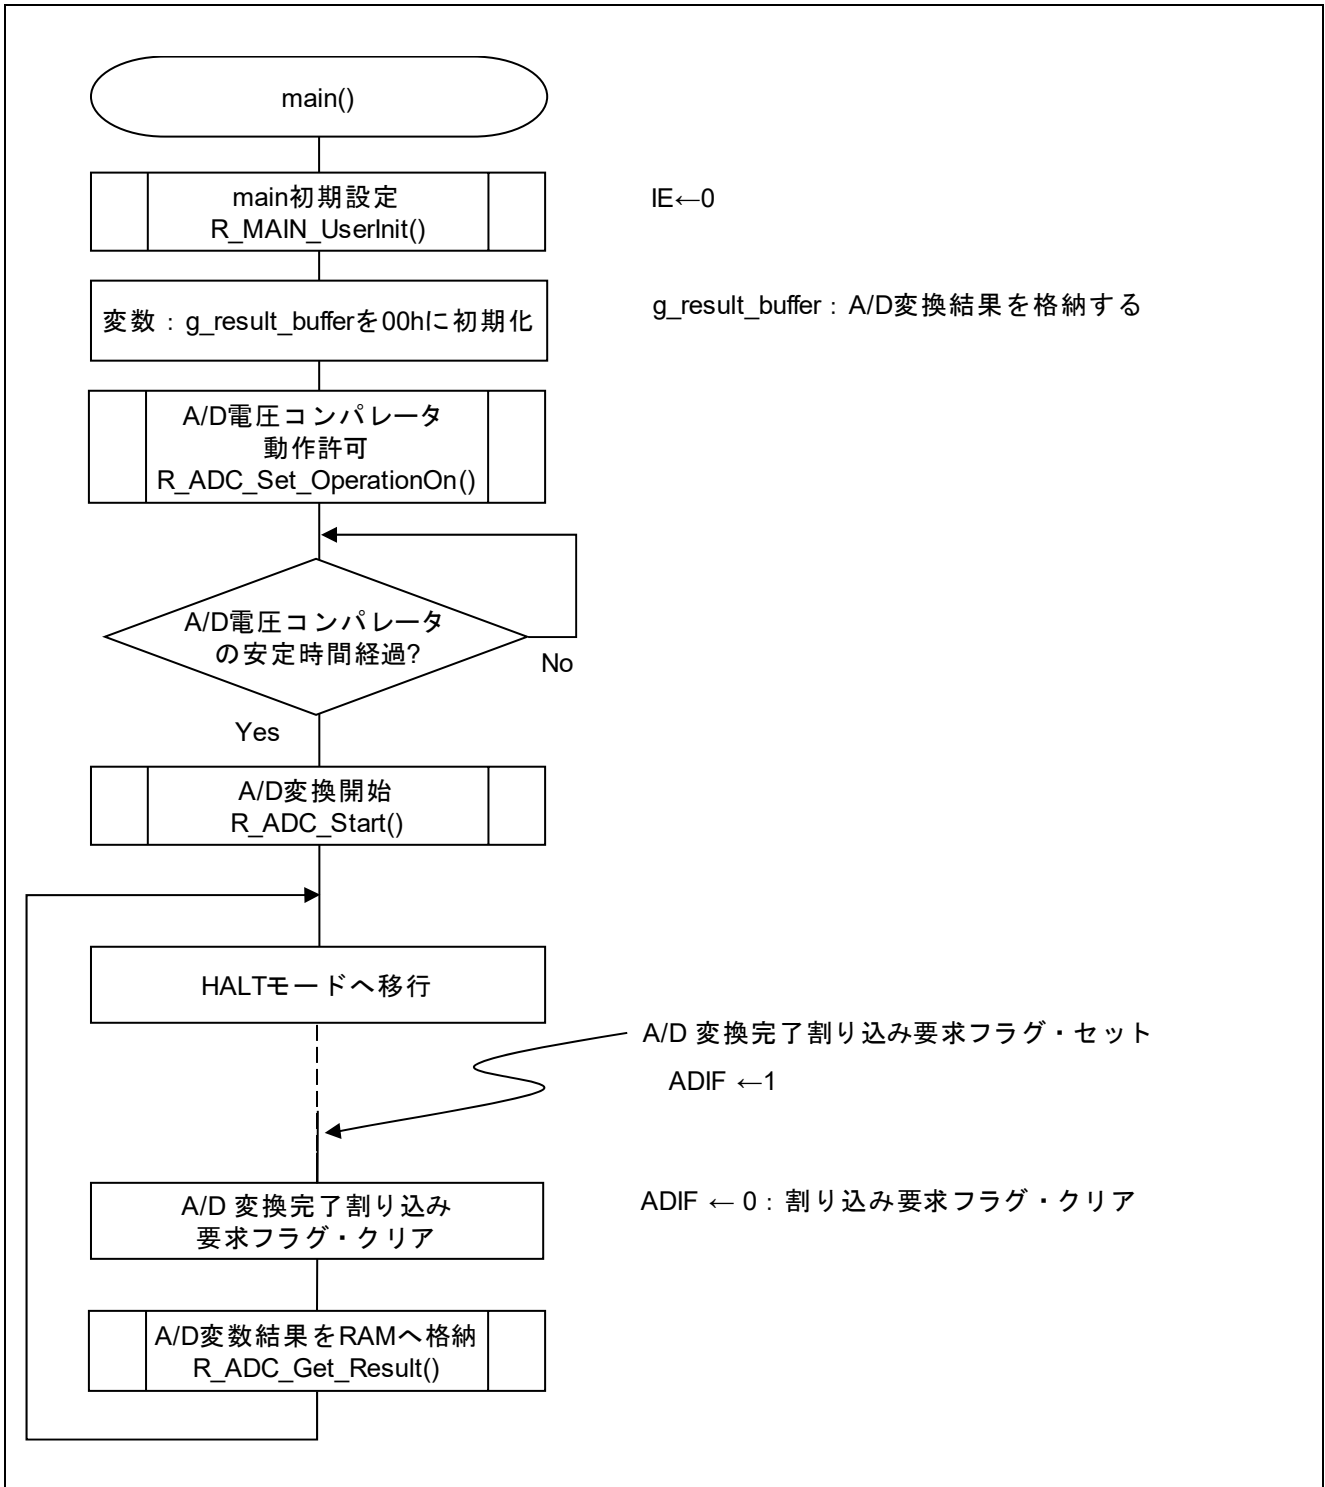 main()
main初期設定
R_MAIN_UserInit()
IE←0
変数：g_result_bufferを00hに初期化
g_result_buffer：A/D変換結果を格納する
A/D電圧コンパレータ
動作許可
R_ADC_Set_OperationOn()
A/D電圧コンパレータ
の安定時間経過?
No
Yes
A/D変換開始
R_ADC_Start()
HALTモードへ移行
A/D 変換完了割り込み要求フラグ・セット
ADIF ←1
A/D 変換完了割り込み
要求フラグ・クリア
ADIF ← 0：割り込み要求フラグ・クリア
A/D変数結果をRAMへ格納
R_ADC_Get_Result()